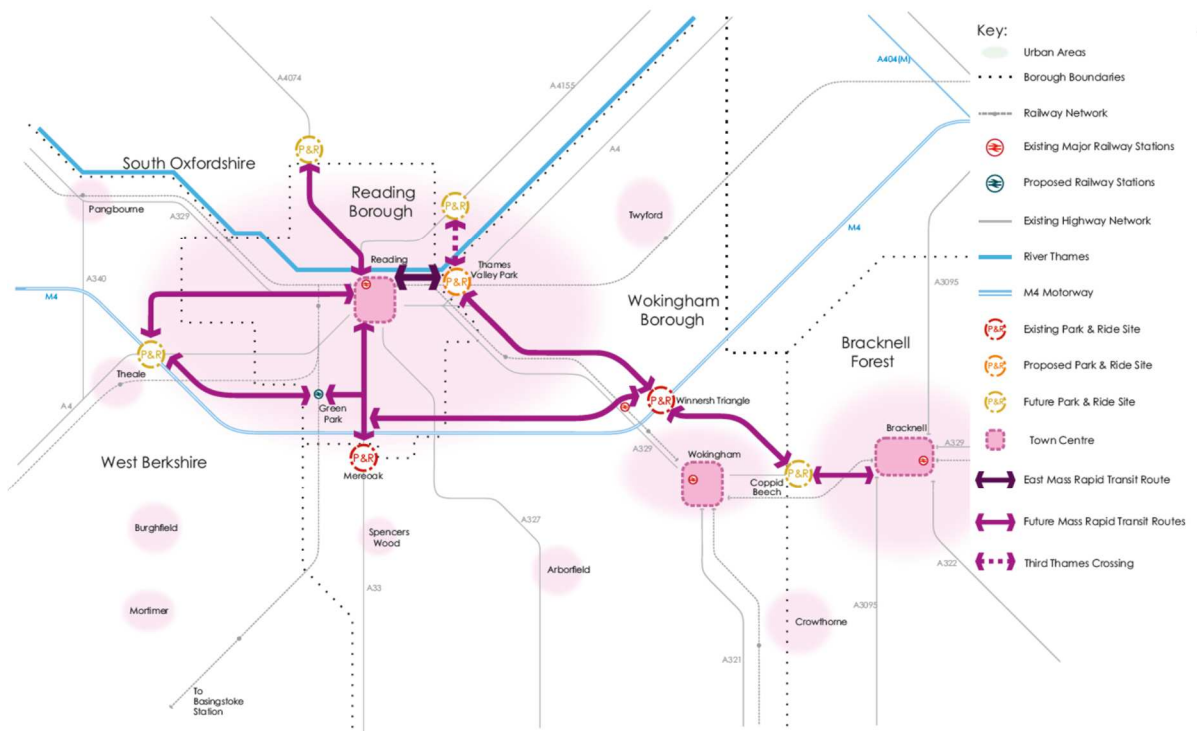 Key:
Urban Areas
Borough Boundaries
Railway Network
Existing Major Railway Stations
Proposed Railway Stations
Existing Highway Network
River Thames
M4 Motorway
P&R
Existing Park & Ride Site
P&R
Proposed Park & Ride Site
P&R
Future Park & Ride Site
Town Centre
East Mass Rapid Transit Route
Future Mass Rapid Transit Routes
Third Thames Crossing
A404(M)
A4074
A4155
A4
P&R
South Oxfordshire
Reading
Borough
Pangbourne
A329
P&R
Twyford
M4
Reading
Thames
Valley Park
P&R
A340
M4
A3095
Wokingham
Borough
Bracknell
Forest
P&R
Theale
A4
Green
Park
P&R
Winnersh Triangle
Bracknell
A329
West Berkshire
P&R
Mereoak
A329
Wokingham
P&R
Coppid
Beech
Burghfield
Spencers
Wood
A327
Arborfield
A322
A33
Mortimer
A3095
Crowthorne
A321
To
Basingstoke
Station